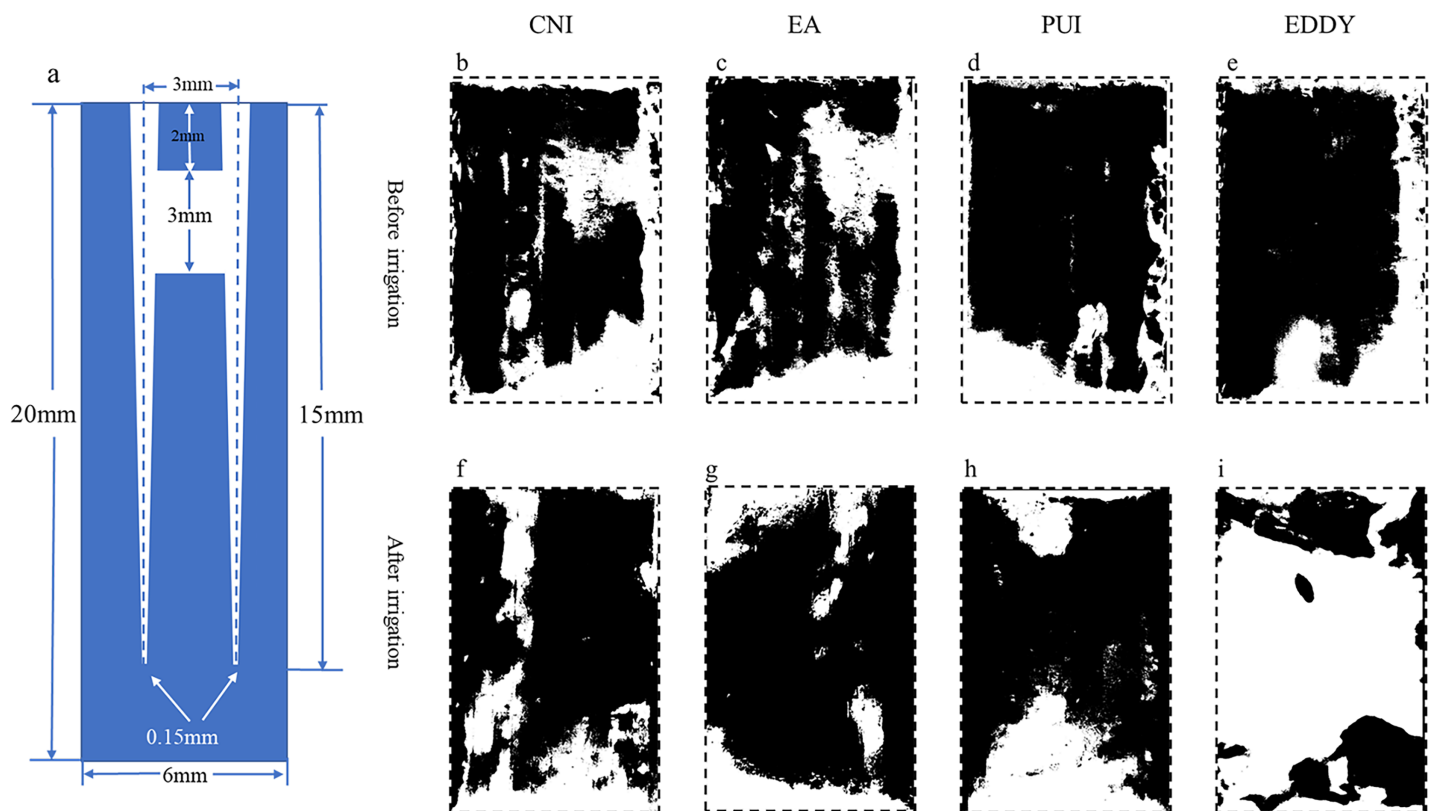 CNI EA PUI EDDY
a b c d e
3mm
2mm
3mm
Before irrigation
20mm 15mm
f g h i
After irrigation
0.15mm
6mm